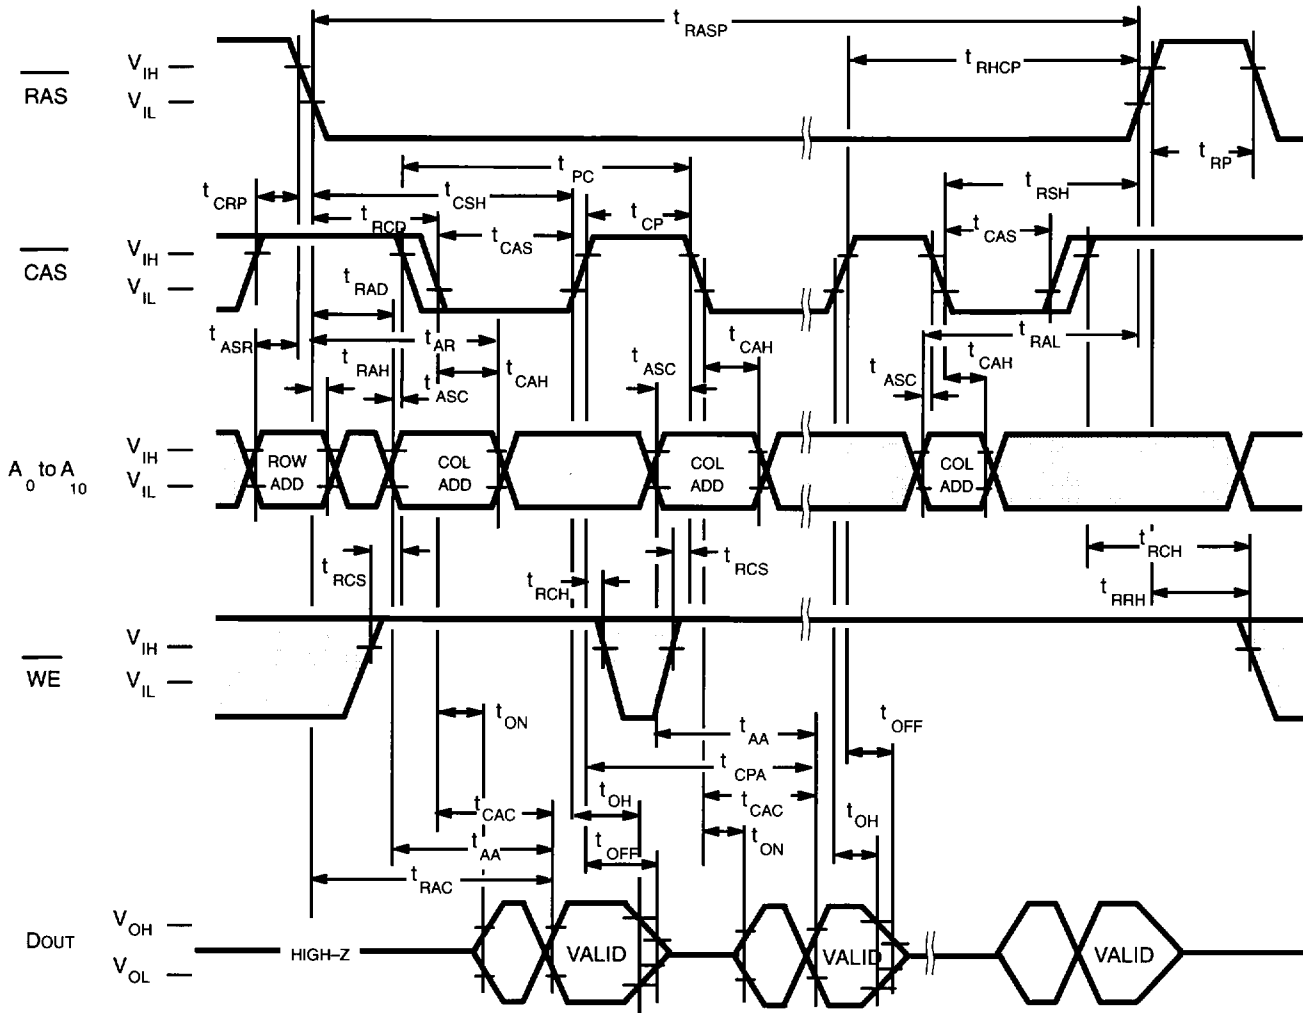 t RASP
t RHCP
RAS
V IH
V IL
t RP
t PC
t RSH
t CRP
t CSH
t RCD
t CP
t CAS
t CAS
CAS
V IH
V IL
t RAD
t ASR
t AR
t RAL
t CAH
t RAH
t CAH
t ASC
t ASC
t ASC
t CAH
A 0 to A 10
V IH
V IL
ROW ADD
COL ADD
COL ADD
COL ADD
t RCS
t RCH
t RCS
t RCH
t RRH
WE
V IH
V IL
t ON
t AA
t OFF
t CPA
t CAC
t OH
t CAC
t OH
t AA
t OFF
t ON
t RAC
DOUT
V OH
V OL
HIGH–Z
VALID
VALID
VALID